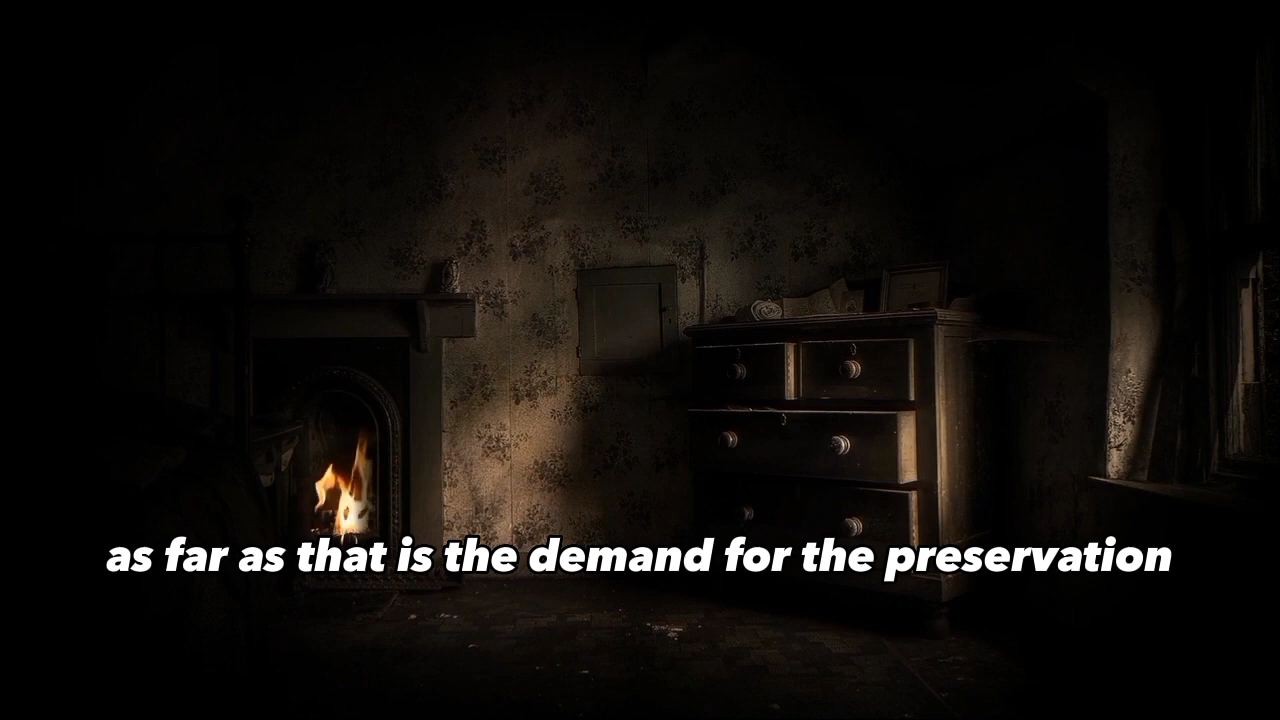 as far as that is the demand for the preservation